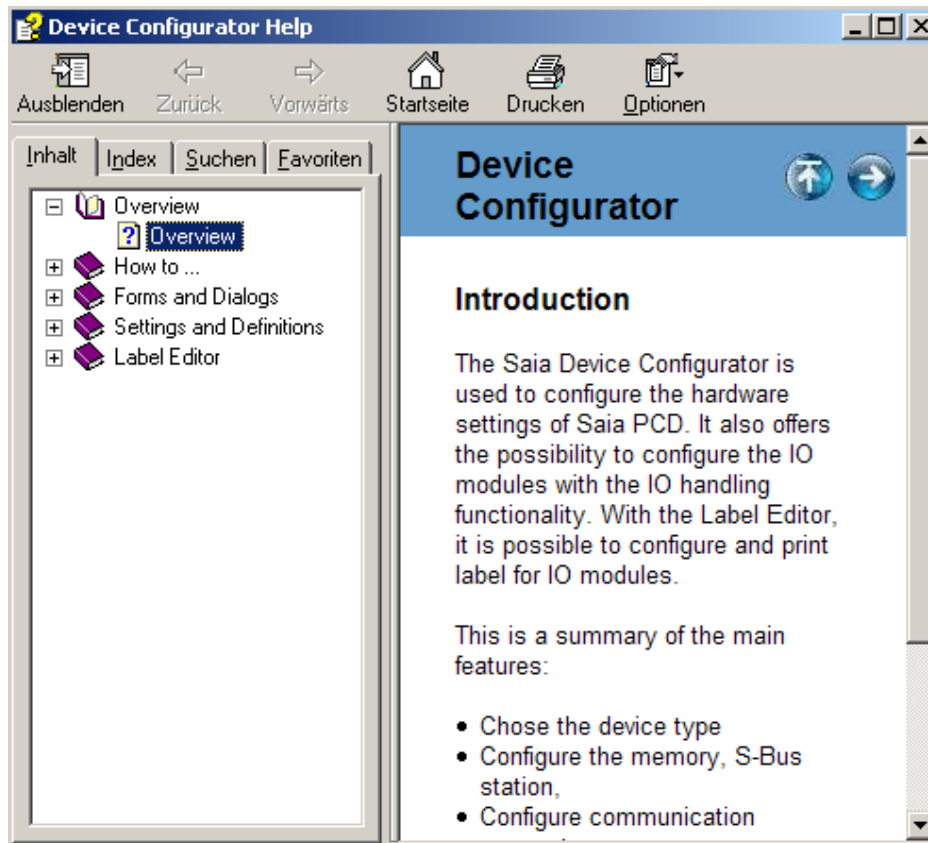 Device Configurator Help
Ausblenden Zurück Vorwärts Startseite Drucken Optionen
Inhalt Index Suchen Favoriten
Overview
Overview
How to ...
Forms and Dialogs
Settings and Definitions
Label Editor
Device
Configurator
Introduction
The Saia Device Configurator is
used to configure the hardware
settings of Saia PCD. It also offers
the possibility to configure the IO
modules with the IO handling
functionality. With the Label Editor,
it is possible to configure and print
label for IO modules.
This is a summary of the main
features:
• Chose the device type
• Configure the memory, S-Bus
station,
• Configure communication